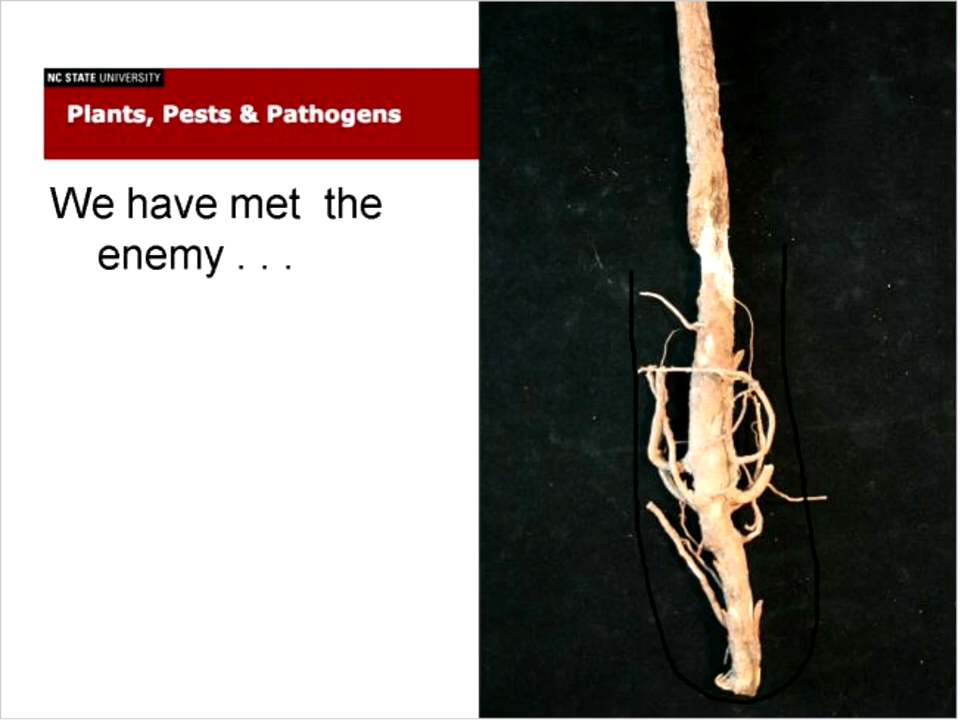 NC STATE UNIVERSITY
Plants, Pests & Pathogens
We have met the
enemy . . .